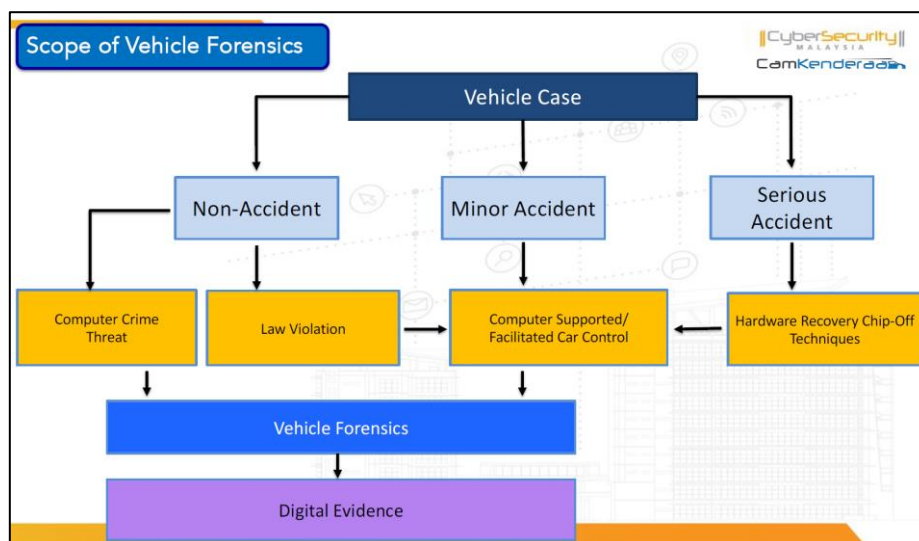 Scope of Vehicle Forensics
CyberSecurity
MALAYSIA
CamKenderaan
Vehicle Case
Non-Accident
Minor Accident
Serious
Accident
Computer Crime
Threat
Law Violation
Computer Supported/
Facilitated Car Control
Hardware Recovery Chip-Off
Techniques
Vehicle Forensics
Digital Evidence